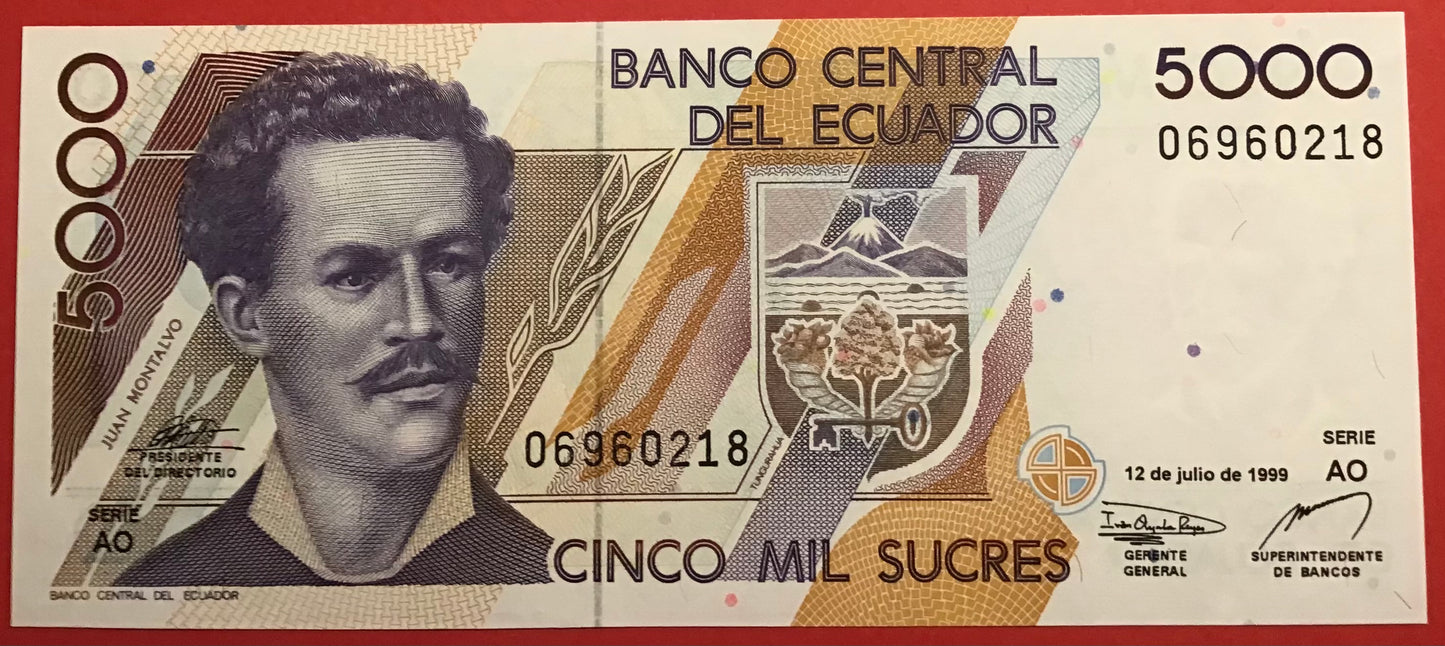 5000
BANCO CENTRAL
DEL ECUADOR
5000
06960218
JUAN MONTALVO
PRESIDENTE
DEL DIRECTORIO
SERIE
AO
06960218
TUNGURAHUA
SERIE
AO
12 de julio de 1999
GERENTE
GENERAL
SUPERINTENDENTE
DE BANCOS
CINCO MIL SUCRES
BANCO CENTRAL DEL ECUADOR